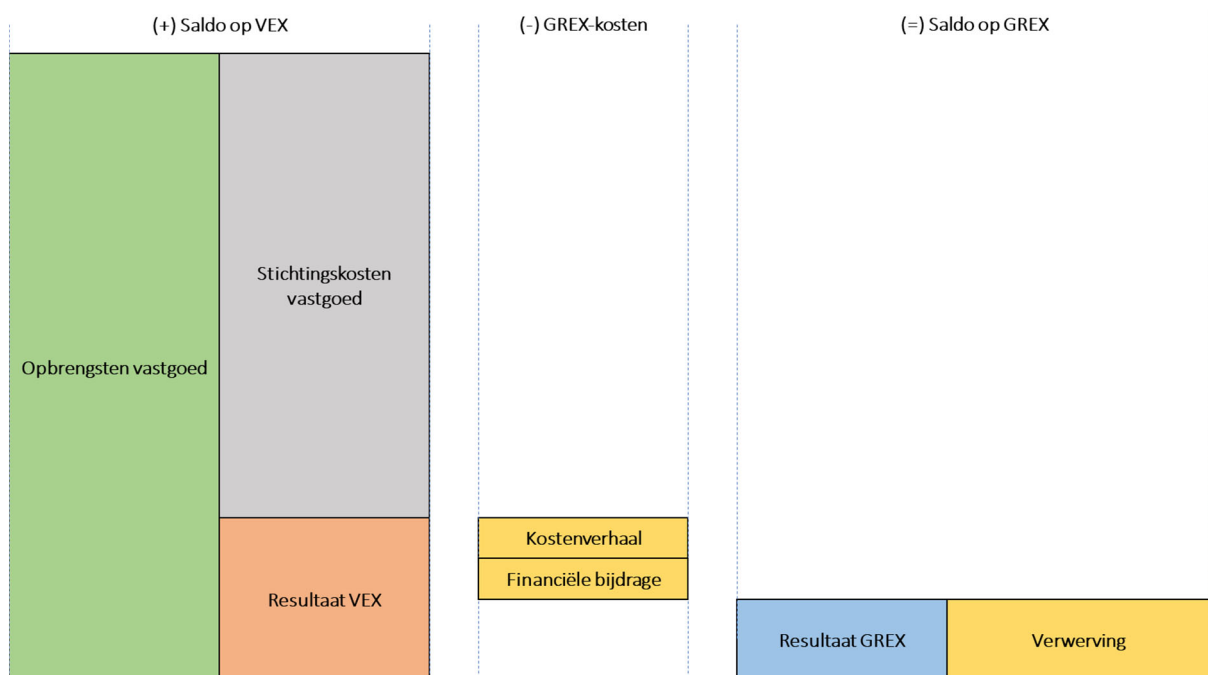 (+) Saldo op VEX
(-) GREX-kosten
(=) Saldo op GREX
Opbrengsten vastgoed
Stichtingskosten
vastgoed
Resultaat VEX
Kostenverhaal
Financiële bijdrage
Resultaat GREX
Verwerving